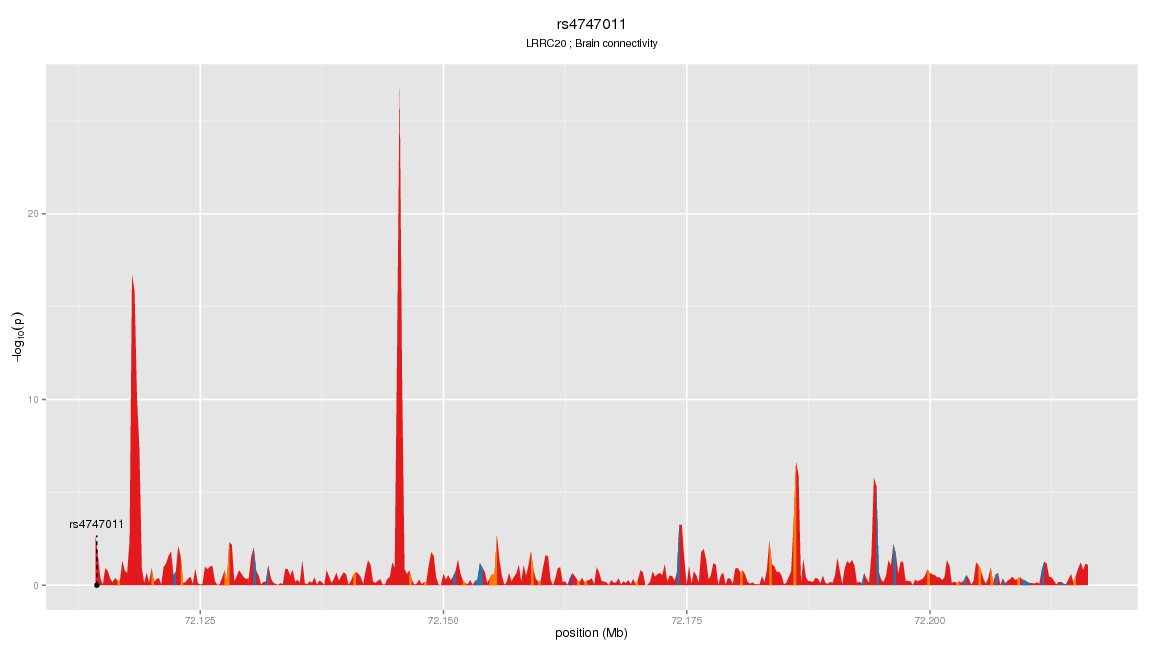 rs4747011
LRRC20 ; Brain connectivity
−log10(p)
20
10
0
rs4747011
72.125
72.150
72.175
72.200
position (Mb)